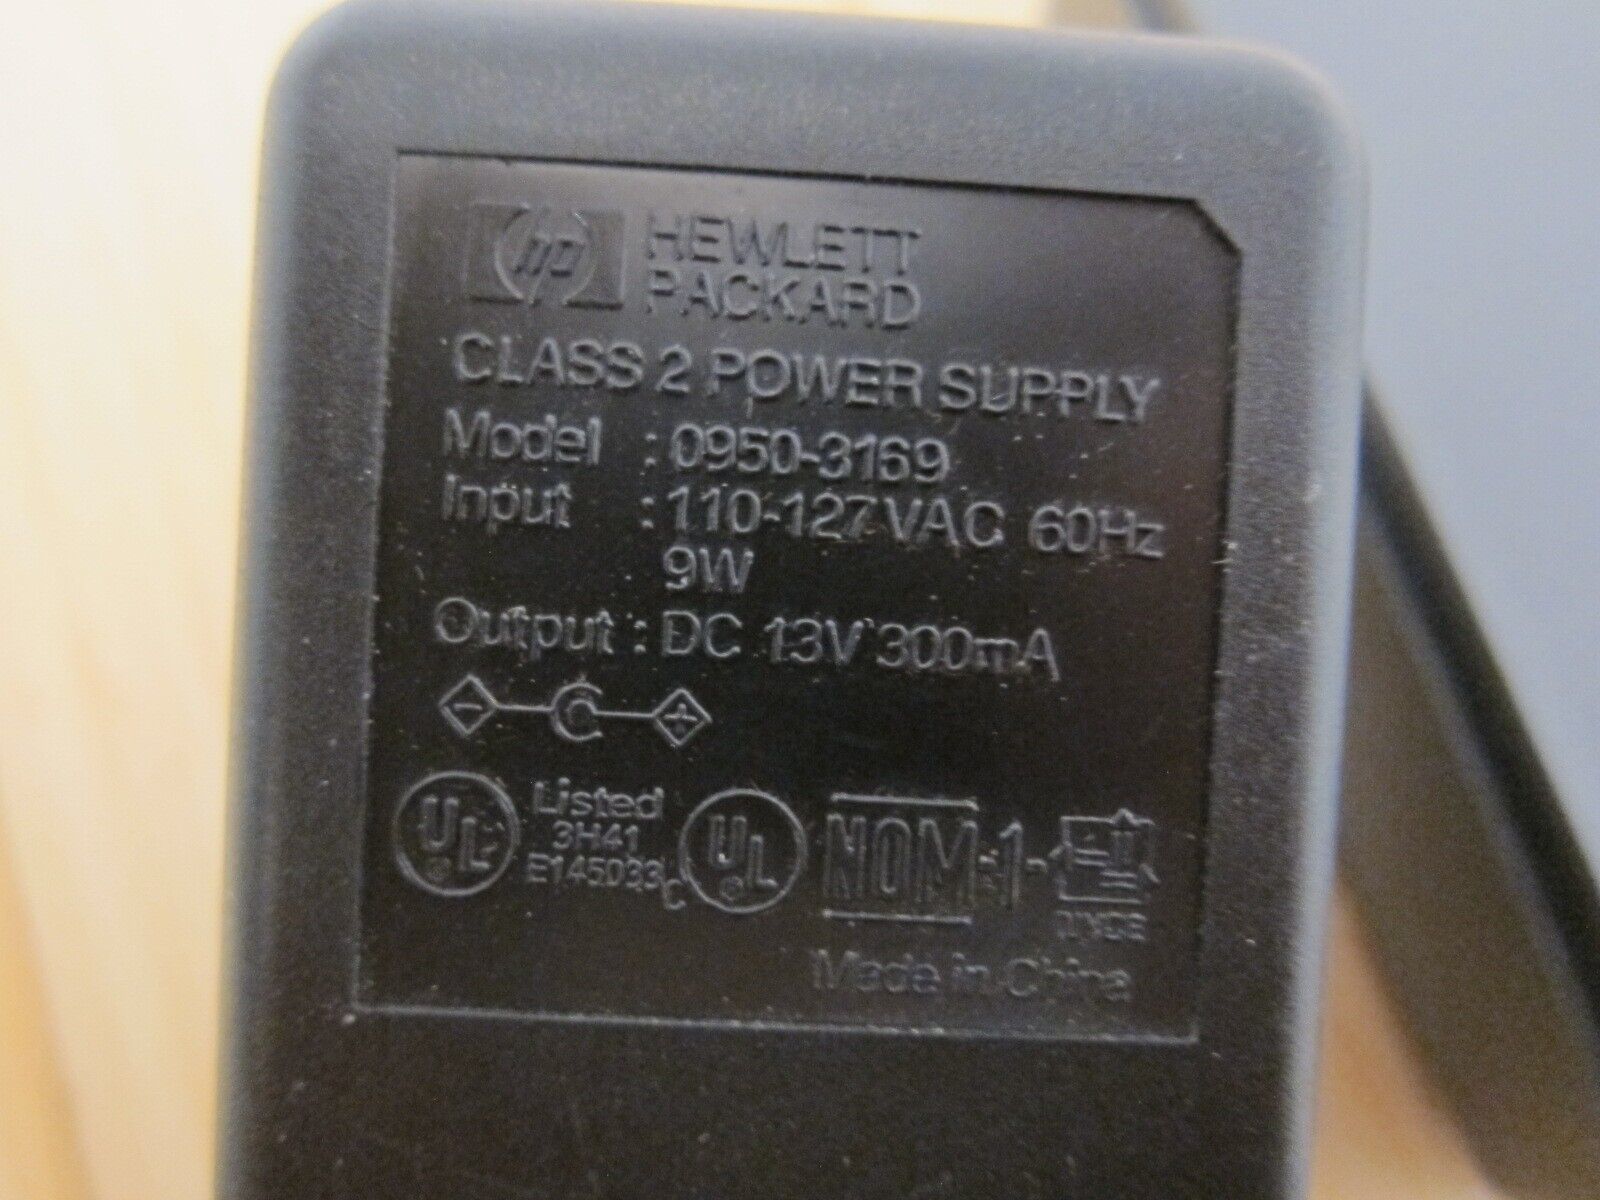 hp HEWLETT
PACKARD
CLASS 2 POWER SUPPLY
Model : 0950-3169
Input : 110-127VAC 60Hz
9W
Output : DC 13V 300mA
- C +
UL Listed
3H41
E145033
C UL
NOM-1-
Made in China